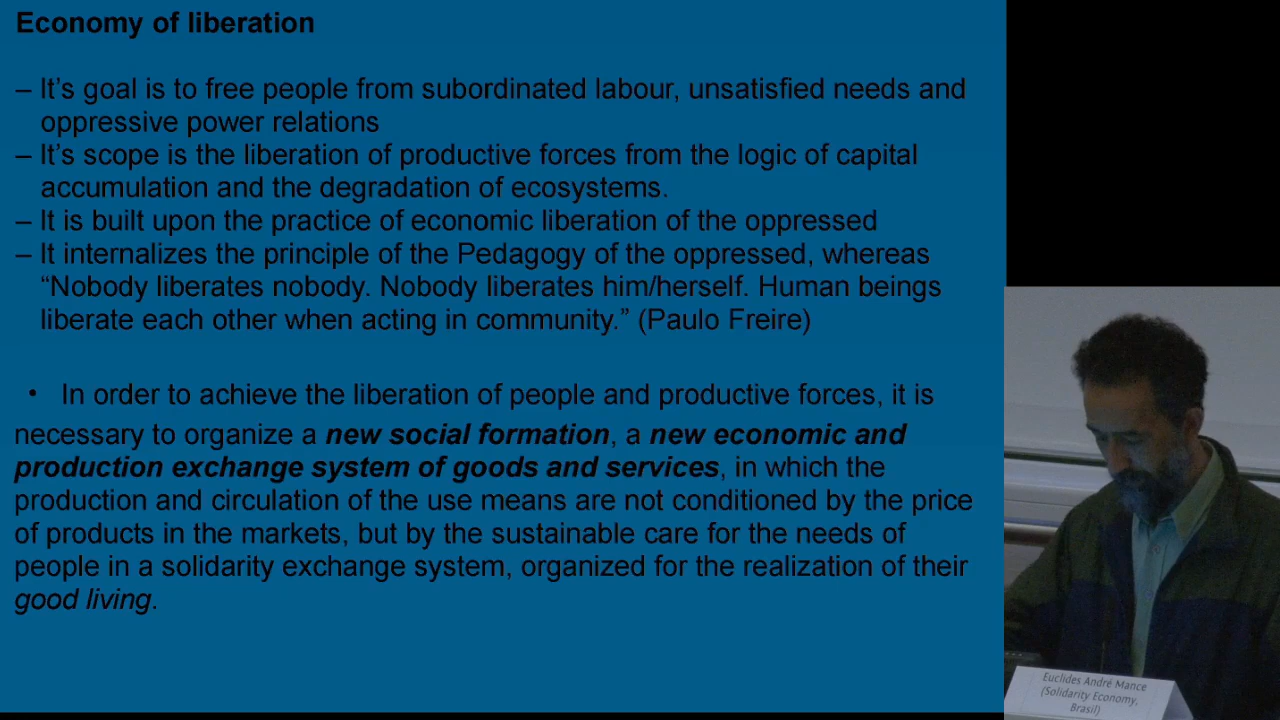 Economy of liberation
– It's goal is to free people from subordinated labour, unsatisfied needs and
oppressive power relations
– It's scope is the liberation of productive forces from the logic of capital
accumulation and the degradation of ecosystems.
– It is built upon the practice of economic liberation of the oppressed
– It internalizes the principle of the Pedagogy of the oppressed, whereas
“Nobody liberates nobody. Nobody liberates him/herself. Human beings
liberate each other when acting in community.” (Paulo Freire)
• In order to achieve the liberation of people and productive forces, it is
necessary to organize a new social formation, a new economic and
production exchange system of goods and services, in which the
production and circulation of the use means are not conditioned by the price
of products in the markets, but by the sustainable care for the needs of
people in a solidarity exchange system, organized for the realization of their
good living.
Euclides André Mance
(Solidarity Economy,
Brasil)